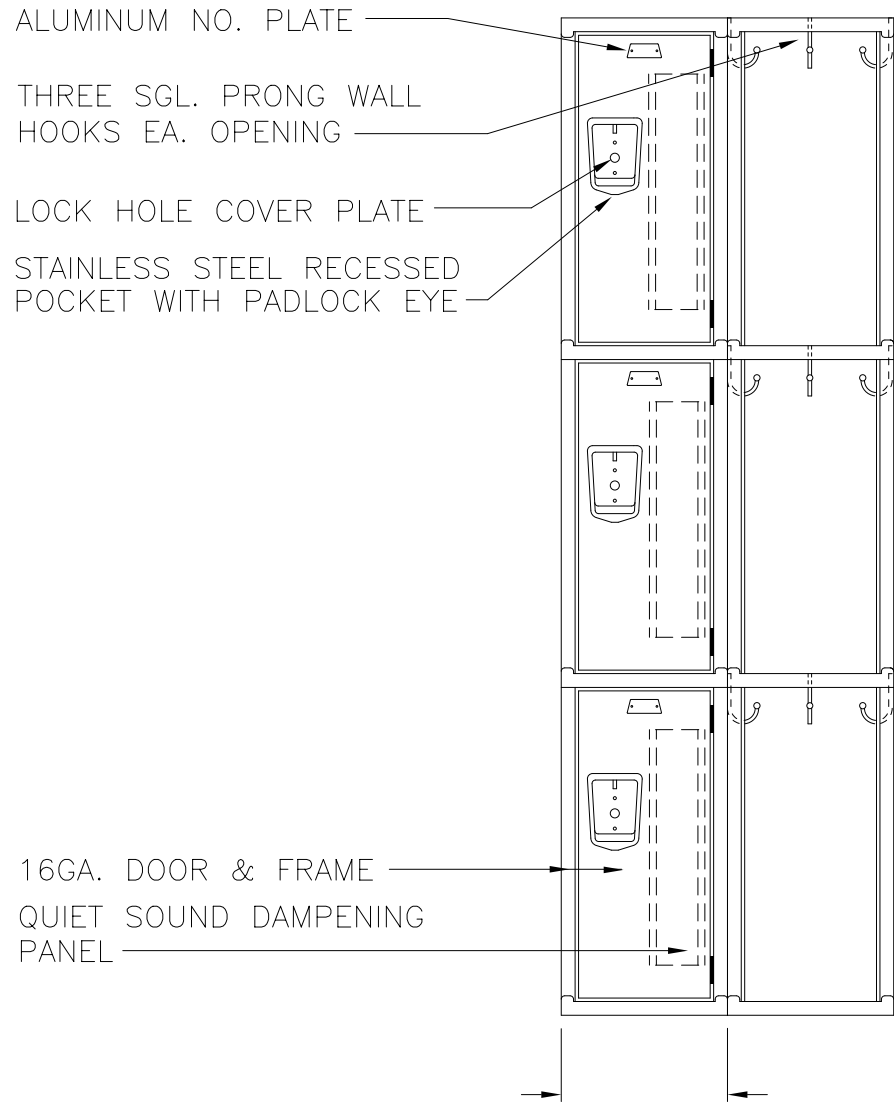 ALUMINUM NO. PLATE
THREE SGL. PRONG WALL
HOOKS EA. OPENING
LOCK HOLE COVER PLATE
STAINLESS STEEL RECESSED
POCKET WITH PADLOCK EYE
16GA. DOOR & FRAME
QUIET SOUND DAMPENING
PANEL